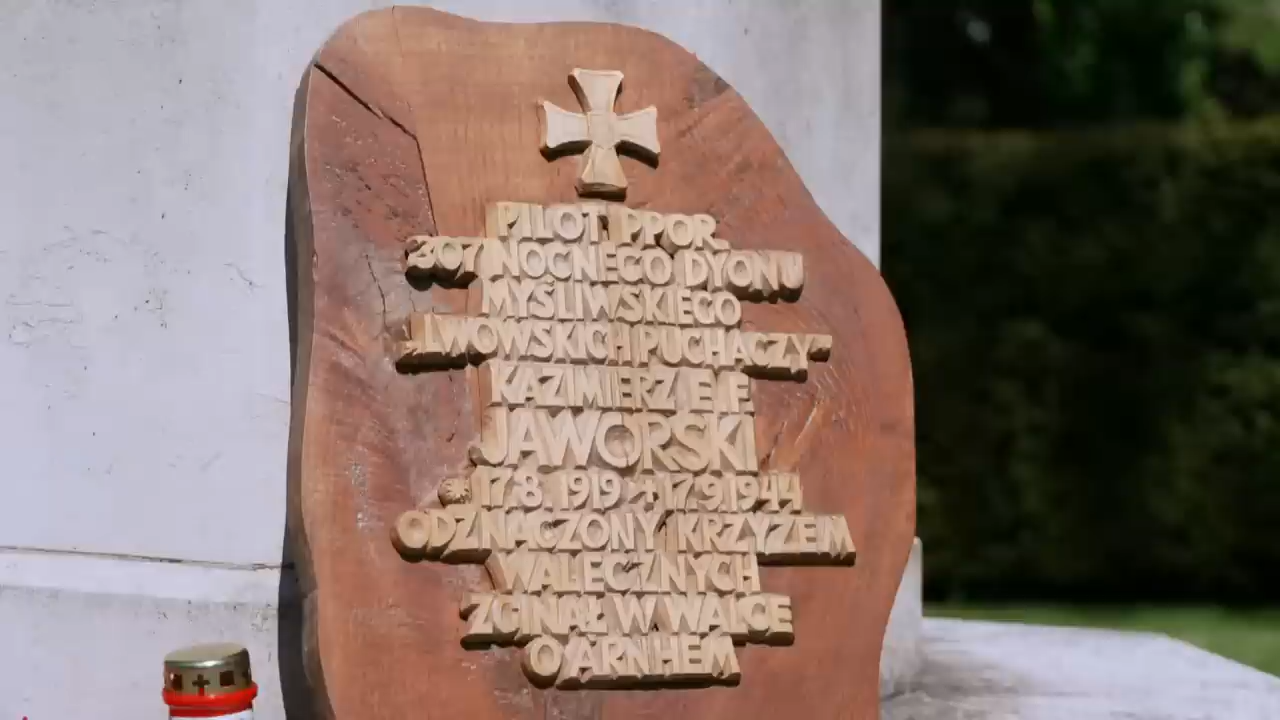 PILOT PPOR.
307 NOCNEGO DYONU
MYŚLIWSKIEGO
„LWOWSKICH PUCHACZY”
KAZIMIERZ E.F.
JAWORSKI
* 17.8.1919 + 17.9.1944
ODZNACZONY KRZYŻEM
WALECZNYCH
ZGINĄŁ W WALCE
O ARNHEM